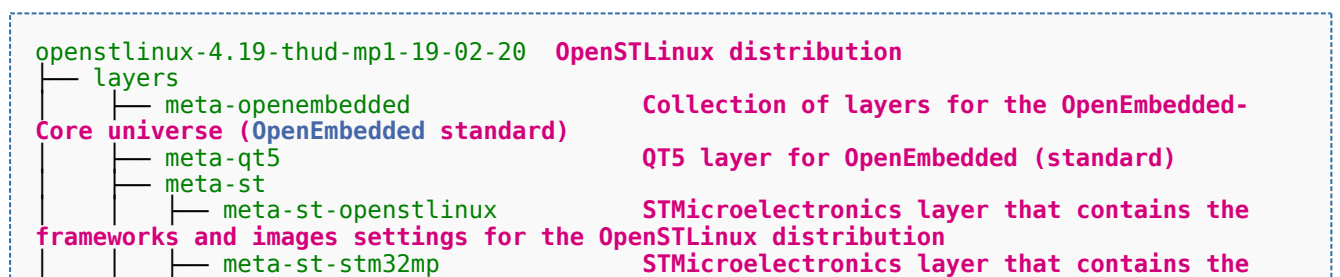 openstlinux-4.19-thud-mp1-19-02-20  OpenSTLinux distribution
├── layers
│    ├── meta-openembedded                Collection of layers for the OpenEmbedded-
Core universe (OpenEmbedded standard)
│    ├── meta-qt5                         QT5 layer for OpenEmbedded (standard)
│    ├── meta-st
│    │   ├── meta-st-openstlinux          STMicroelectronics layer that contains the
frameworks and images settings for the OpenSTLinux distribution
│    │   ├── meta-st-stm32mp              STMicroelectronics layer that contains the